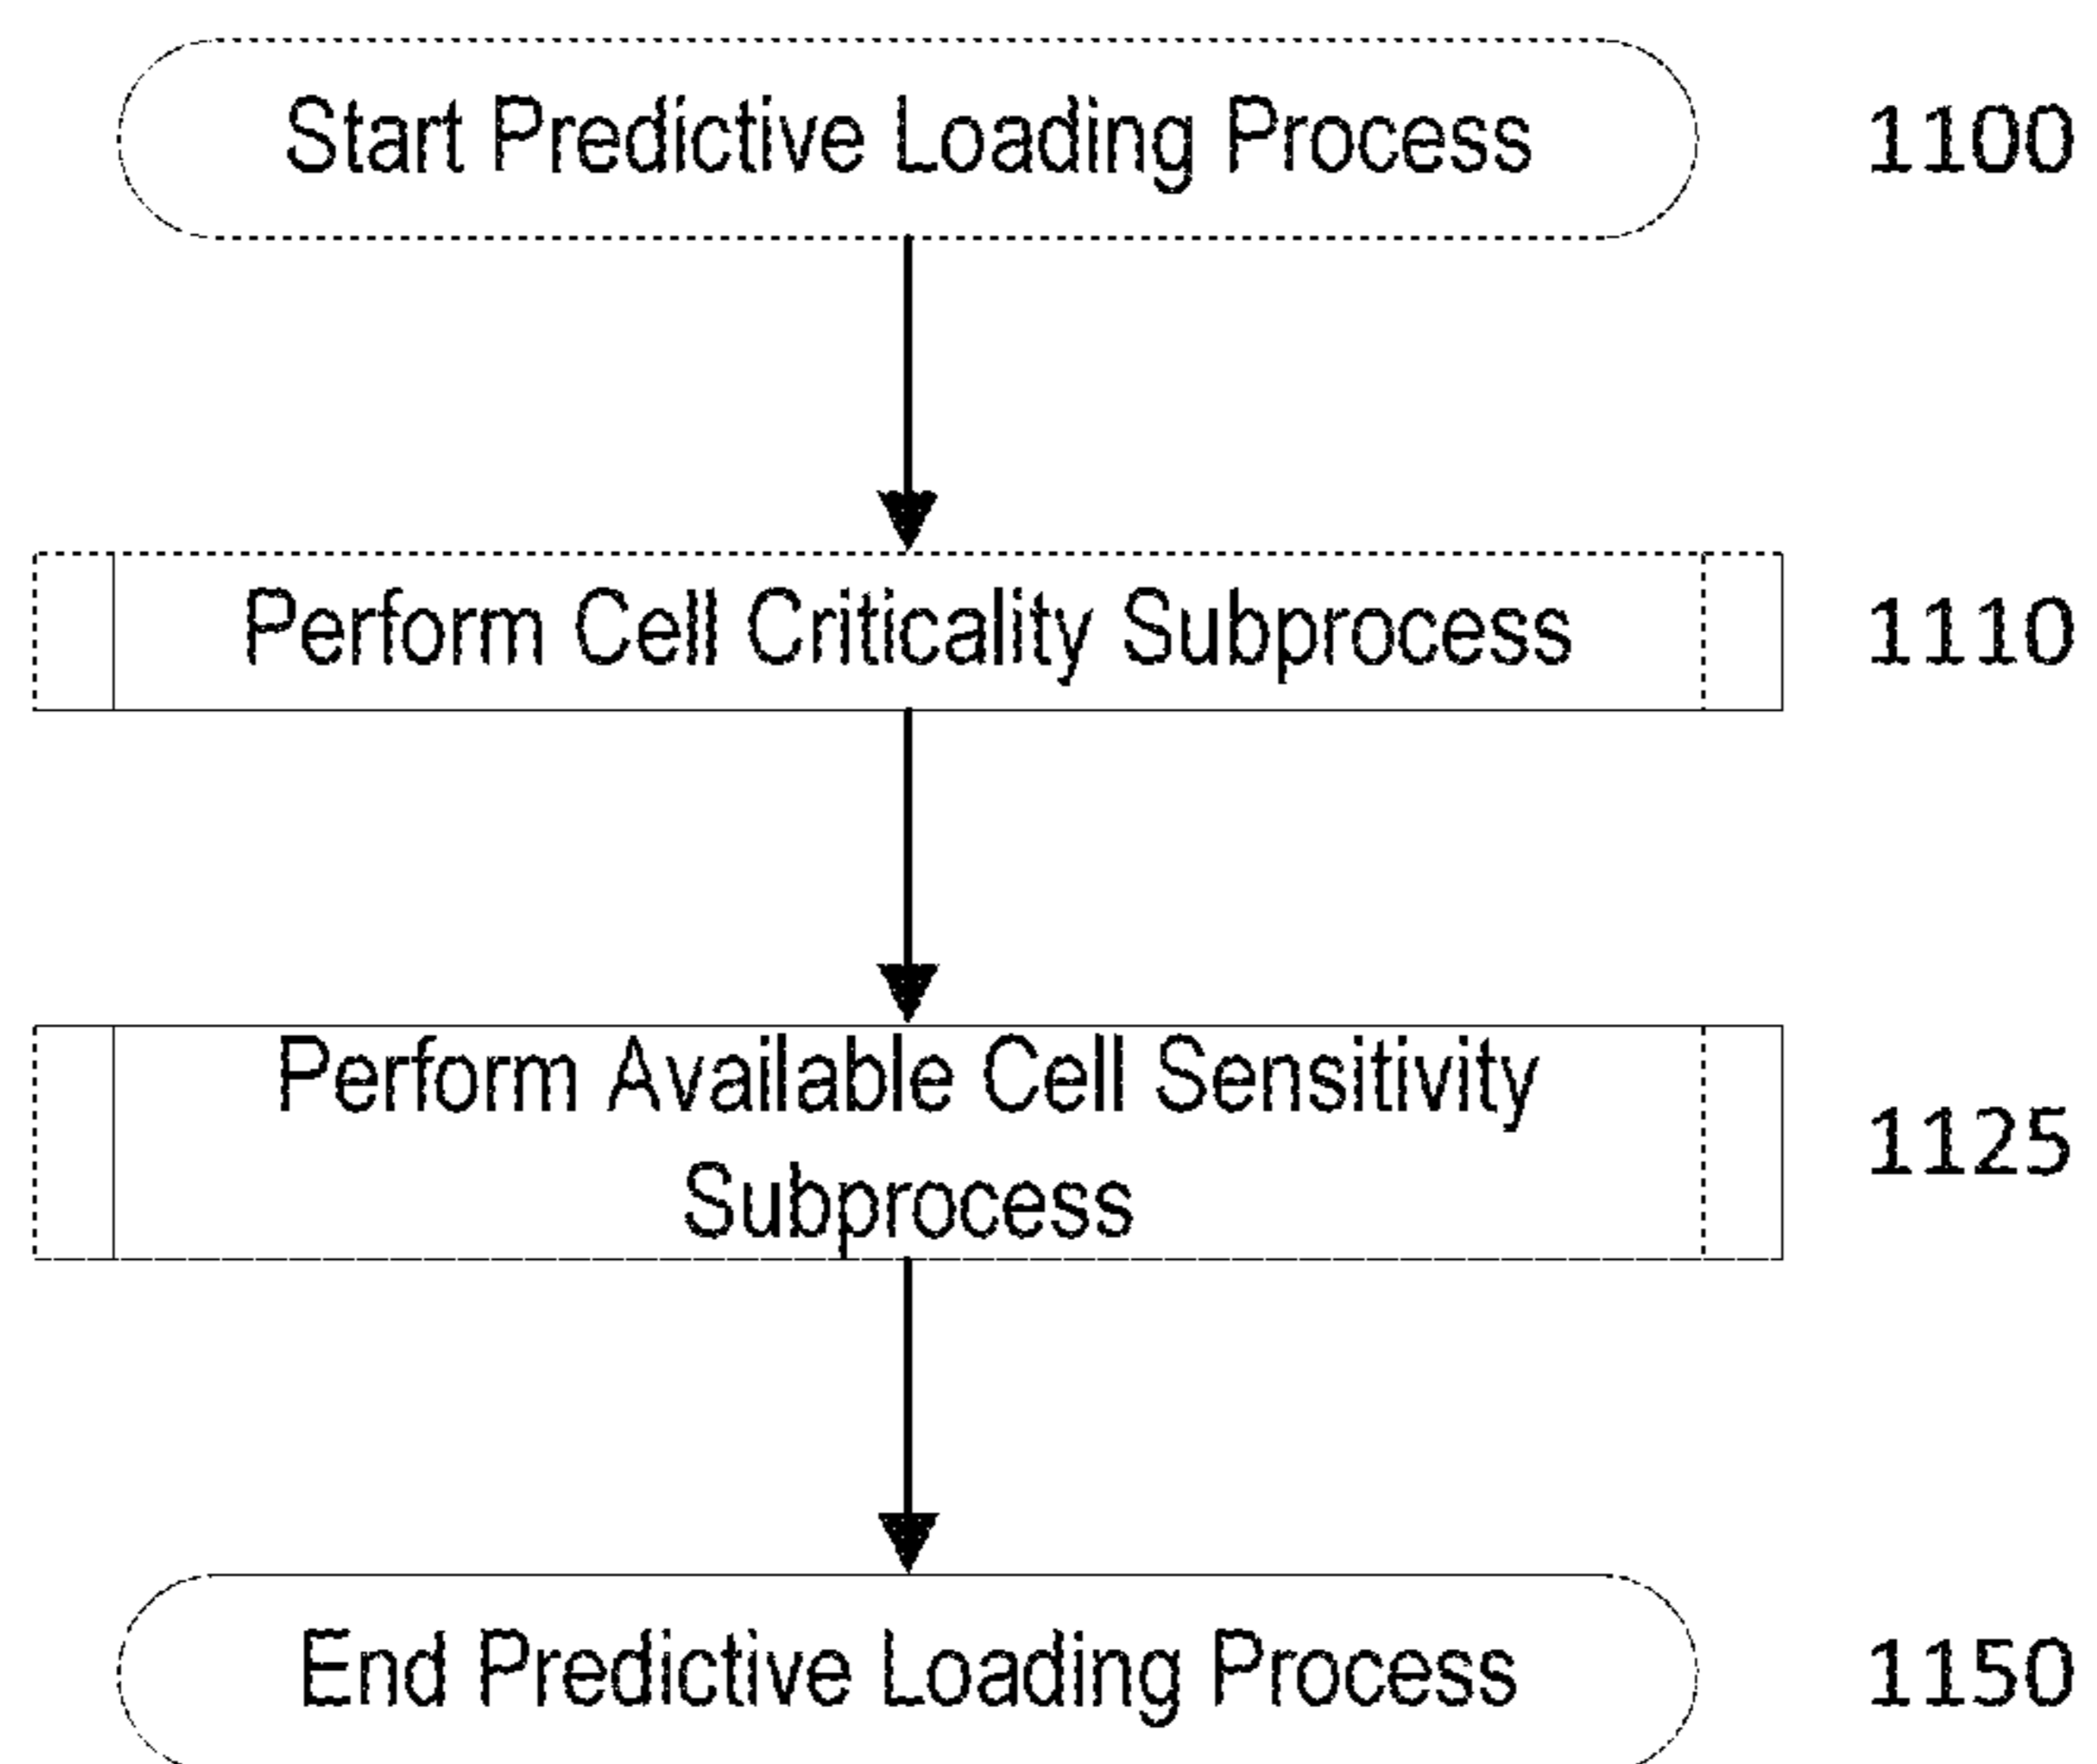 Start Predictive Loading Process 1100
Perform Cell Criticality Subprocess 1110
Perform Available Cell Sensitivity
Subprocess
1125
End Predictive Loading Process 1150